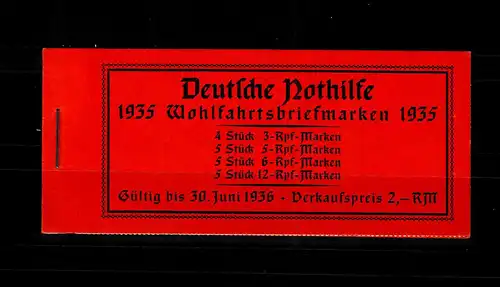 Deutsche Nothilfe
1935 Wohlfahrtsbriefmarken 1935
4 Stück 3-Rpf-Marken
5 Stück 5-Rpf-Marken
5 Stück 6-Rpf-Marken
5 Stück 12-Rpf-Marken
Gültig bis 30. Juni 1936 · Verkaufspreis 2,— RM